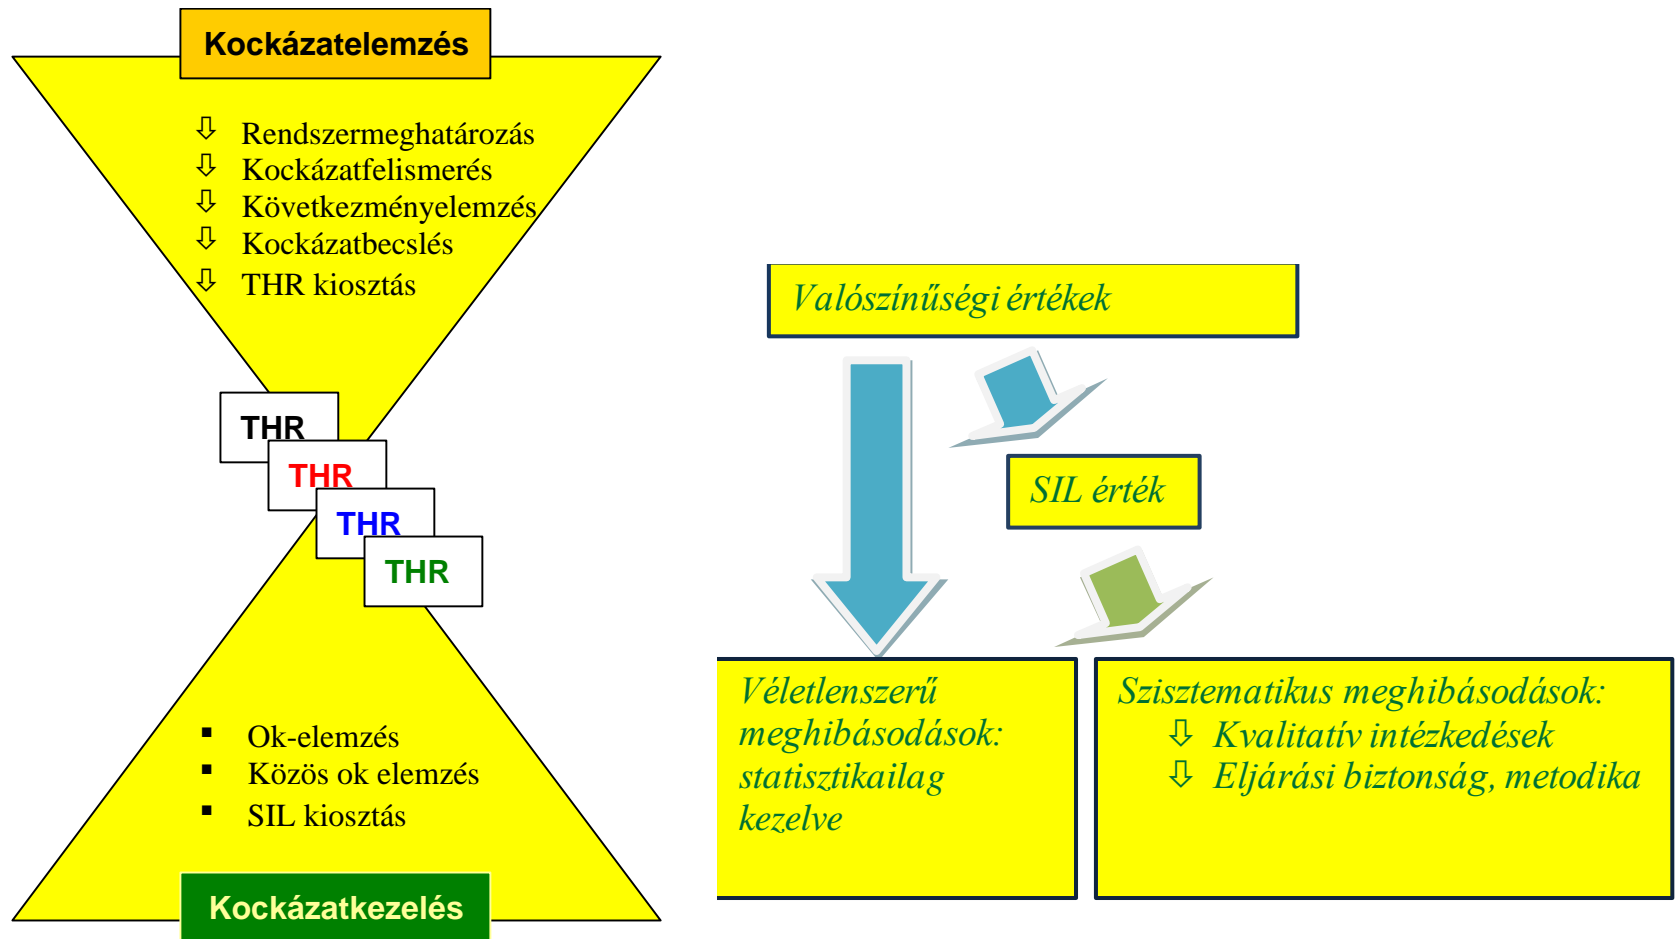 Kockázatelemzés
Rendszermeghatározás
Kockázatfelismerés
Következményelemzés
Kockázatbecslés
THR kiosztás
THR
THR
THR
THR
Ok-elemzés
Közös ok elemzés
SIL kiosztás
Kockázatkezelés
Valószínűségi értékek
SIL érték
Véletlenszerű
meghibásodások:
statisztikailag
kezelve
Szisztematikus meghibásodások:
Kvalitatív intézkedések
Eljárási biztonság, metodika